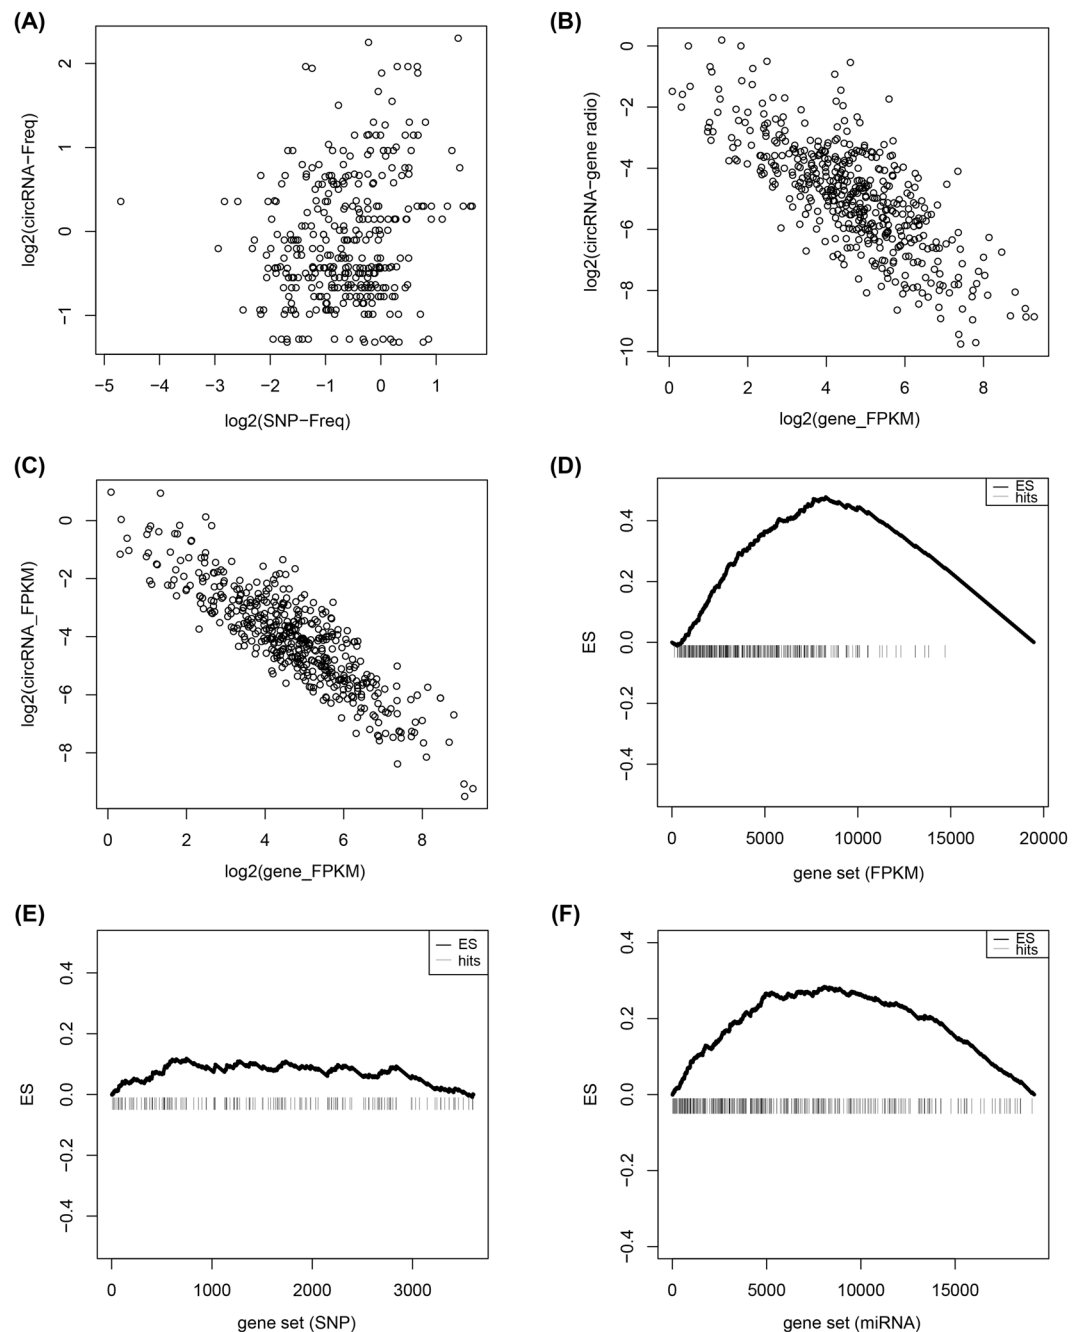 (A)
log2(circRNA−Freq)
2
1
0
−1
−5 −4 −3 −2 −1 0 1
log2(SNP−Freq)
(B)
log2(circRNA−gene radio)
0
−2
−4
−6
−8
−10
0 2 4 6 8
log2(gene_FPKM)
(C)
log2(circRNA_FPKM)
0
−2
−4
−6
−8
0 2 4 6 8
log2(gene_FPKM)
(D)
ES
hits
ES
0.4
0.2
0.0
−0.2
−0.4
0 5000 10000 15000 20000
gene set (FPKM)
(E)
ES
hits
ES
0.4
0.2
0.0
−0.2
−0.4
0 1000 2000 3000
gene set (SNP)
(F)
ES
hits
ES
0.4
0.2
0.0
−0.2
−0.4
0 5000 10000 15000
gene set (miRNA)